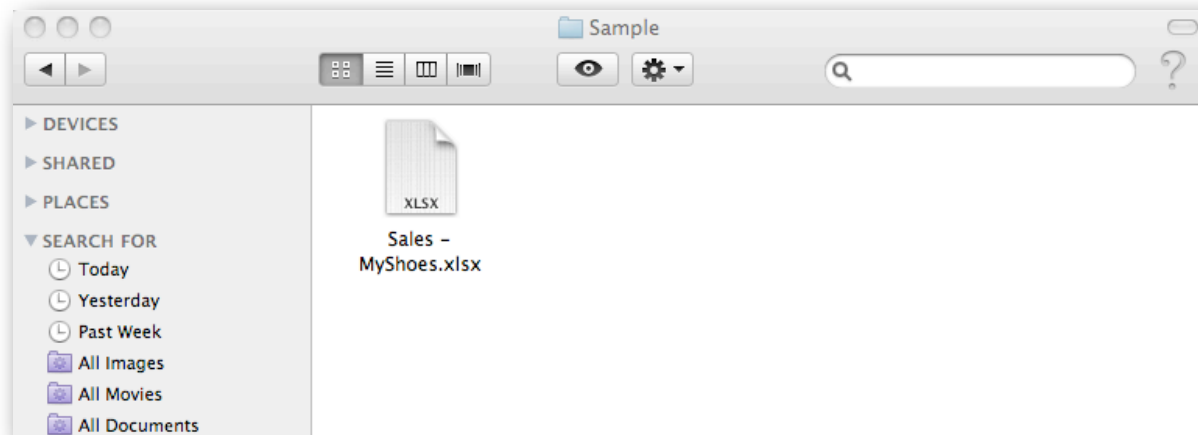 Sample
?
DEVICES
SHARED
PLACES
SEARCH FOR
Today
Yesterday
Past Week
All Images
All Movies
All Documents
XLSX
Sales –
MyShoes.xlsx